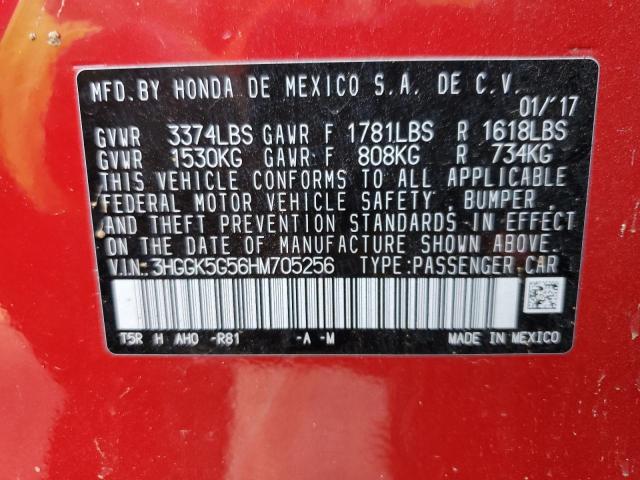 MFD. BY HONDA DE MEXICO S.A. DE C.V.
01/'17
GVWR 3374LBS GAWR F 1781LBS R 1618LBS
GVWR 1530KG GAWR F 808KG R 734KG
THIS VEHICLE CONFORMS TO ALL APPLICABLE
FEDERAL MOTOR VEHICLE SAFETY, BUMPER,
AND THEFT PREVENTION STANDARDS IN EFFECT
ON THE DATE OF MANUFACTURE SHOWN ABOVE.
V.I.N: 3HGGK5G56HM705256 TYPE:PASSENGER CAR
T5R H AH0 -R81 -A -M MADE IN MEXICO